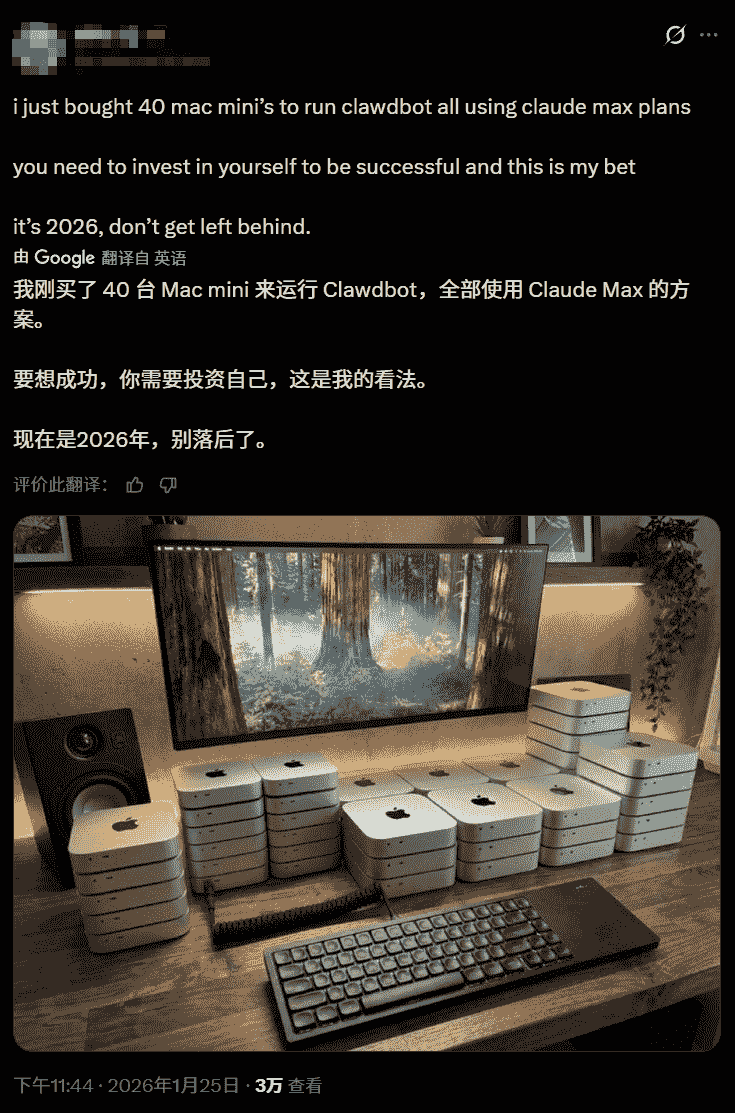 i just bought 40 mac mini's to run clawdbot all using claude max plans
you need to invest in yourself to be successful and this is my bet
it's 2026, don't get left behind.
由 Google 翻译自 英语
我刚买了 40 台 Mac mini 来运行 Clawdbot，全部使用 Claude Max 的方
案。
要想成功，你需要投资自己，这是我的看法。
现在是2026年，别落后了。
评价此翻译：
下午11:44 · 2026年1月25日 · 3万 查看